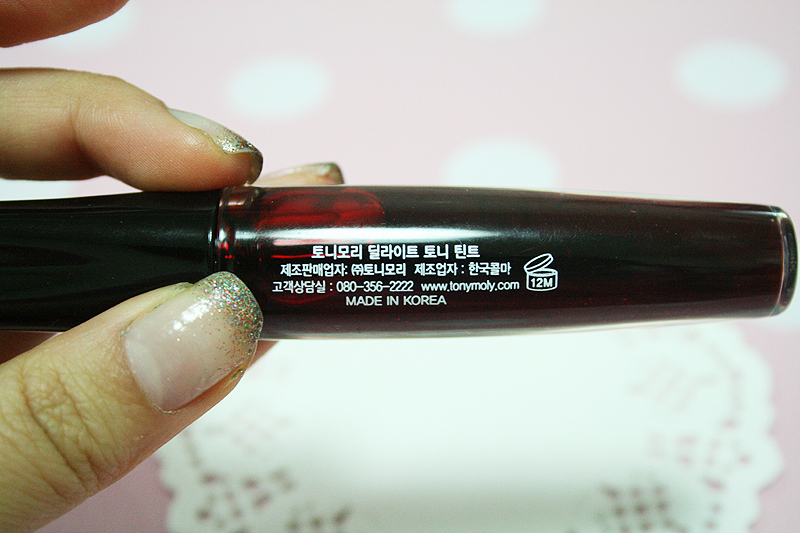 토니모리 딜라이트 토니 틴트
제조판매업자: ㈜토니모리 제조업자 : 한국콜마
고객상담실 : 080-356-2222 www.tonymoly.com
MADE IN KOREA
12M